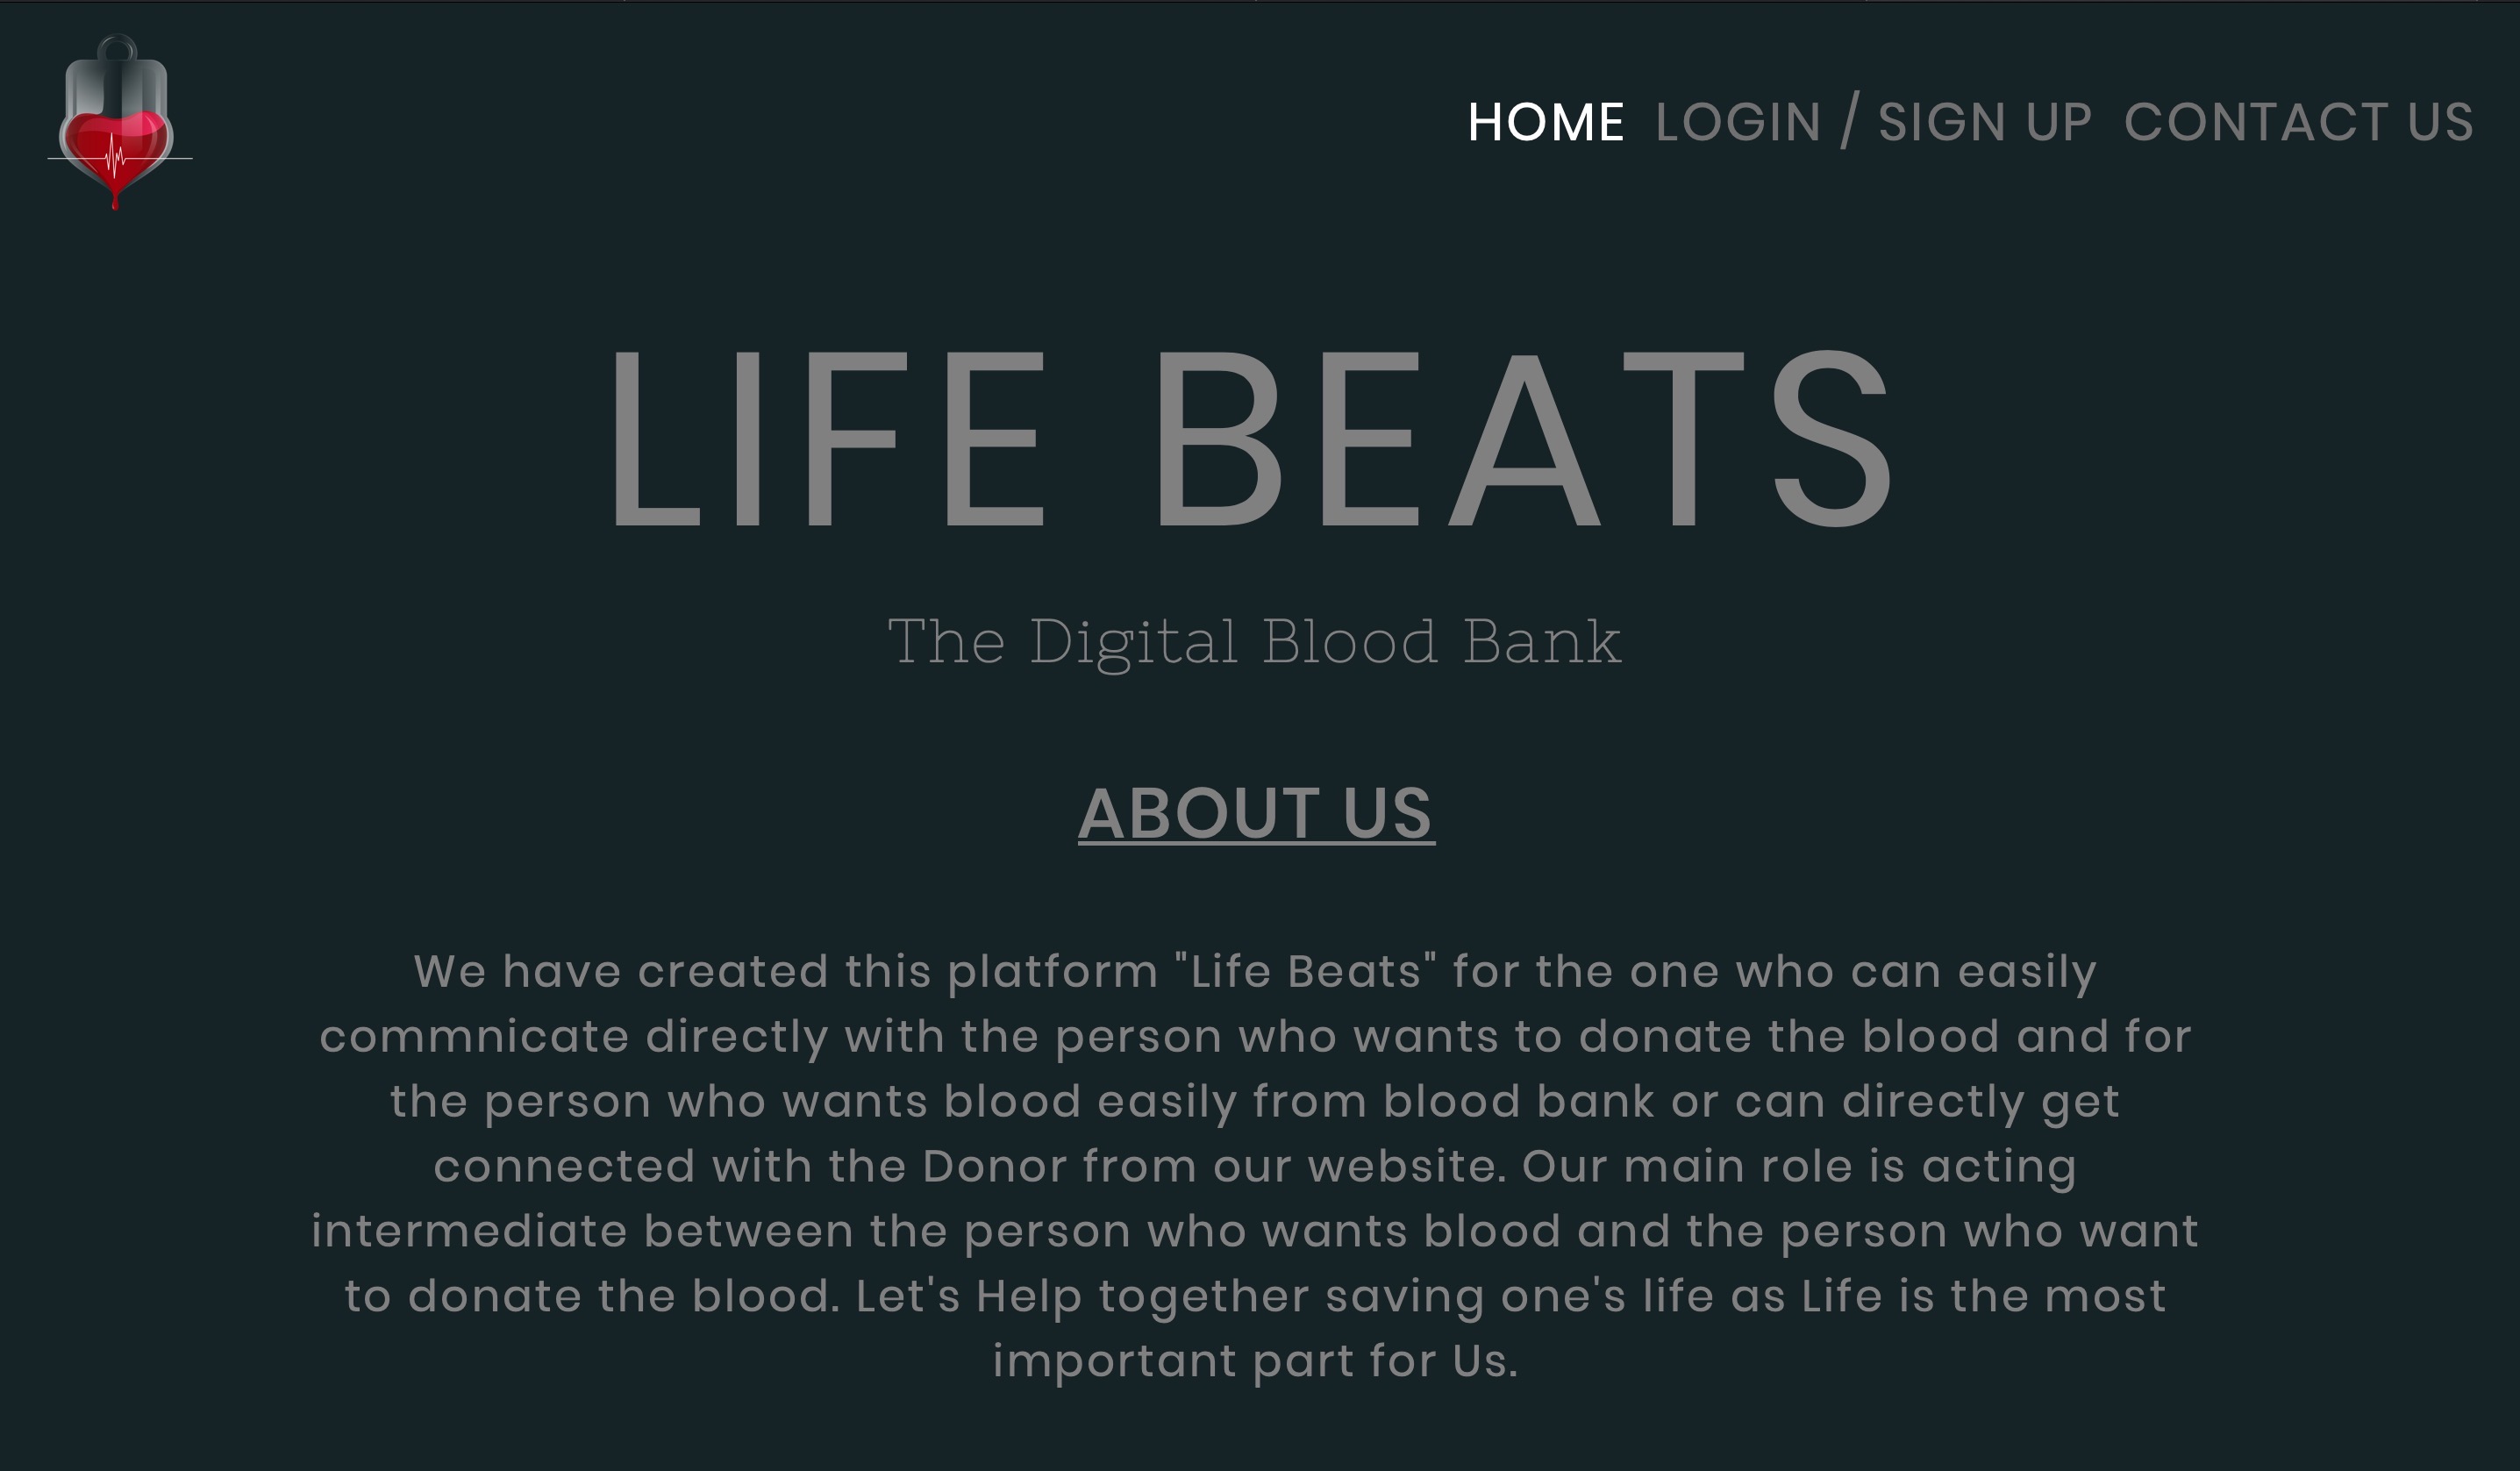 HOME LOGIN / SIGN UP CONTACT US
LIFE BEATS
The Digital Blood Bank
ABOUT US
We have created this platform "Life Beats" for the one who can easily
commnicate directly with the person who wants to donate the blood and for
the person who wants blood easily from blood bank or can directly get
connected with the Donor from our website. Our main role is acting
intermediate between the person who wants blood and the person who want
to donate the blood. Let's Help together saving one's life as Life is the most
important part for Us.